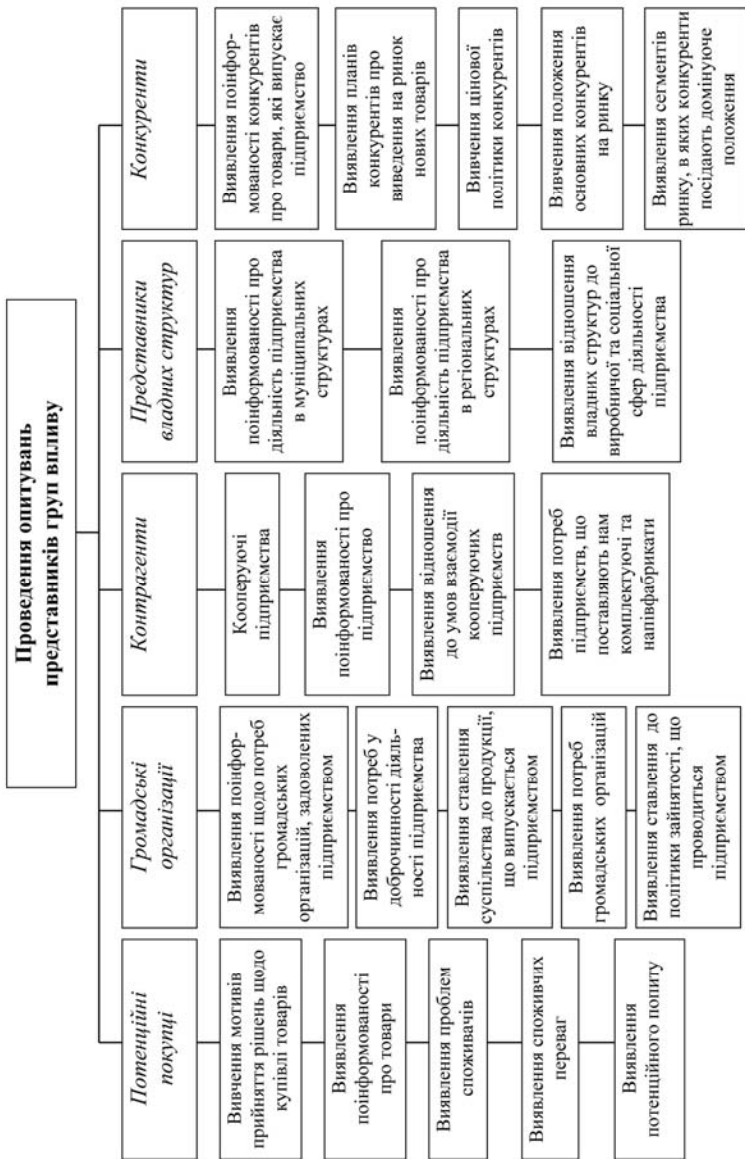 Проведення опитувань
представників груп впливу
Потенційні
покупці
Вивчення мотивів
прийняття рішень щодо
купівлі товарів
Виявлення
поінформованості
про товари
Виявлення проблем
споживачів
Виявлення споживчих
переваг
Виявлення
потенційного попиту
Громадські
організації
Виявлення поінфор-
мованості щодо потреб
громадських
організацій, задоволених
підприємством
Виявлення потреб у
доброчинності діяль-
ності підприємства
Виявлення ставлення
суспільства до продукції,
що випускається
підприємством
Виявлення потреб
громадських організацій
Виявлення ставлення до
політики зайнятості, що
проводиться
підприємством
Контрагенти
Кооперуючі
підприємства
Виявлення
поінформованості про
підприємство
Виявлення відношення
до умов взаємодії
кооперуючих
підприємств
Виявлення потреб
підприємств, що
поставляють нам
комплектуючі та
напівфабрикати
Представники
владних структур
Виявлення
поінформованості про
діяльність підприємства
в муніципальних
структурах
Виявлення
поінформованості про
діяльність підприємства
в регіональних
структурах
Виявлення відношення
владних структур до
виробничої та соціальної
сфер діяльності
підприємства
Конкуренти
Виявлення поінфор-
мованості конкурентів
про товари, які випускає
підприємство
Виявлення планів
конкурентів про
виведення на ринок
нових товарів
Вивчення цінової
політики конкурентів
Вивчення положення
основних конкурентів
на ринку
Виявлення сегментів
ринку, в яких конкуренти
посідають домінуюче
положення